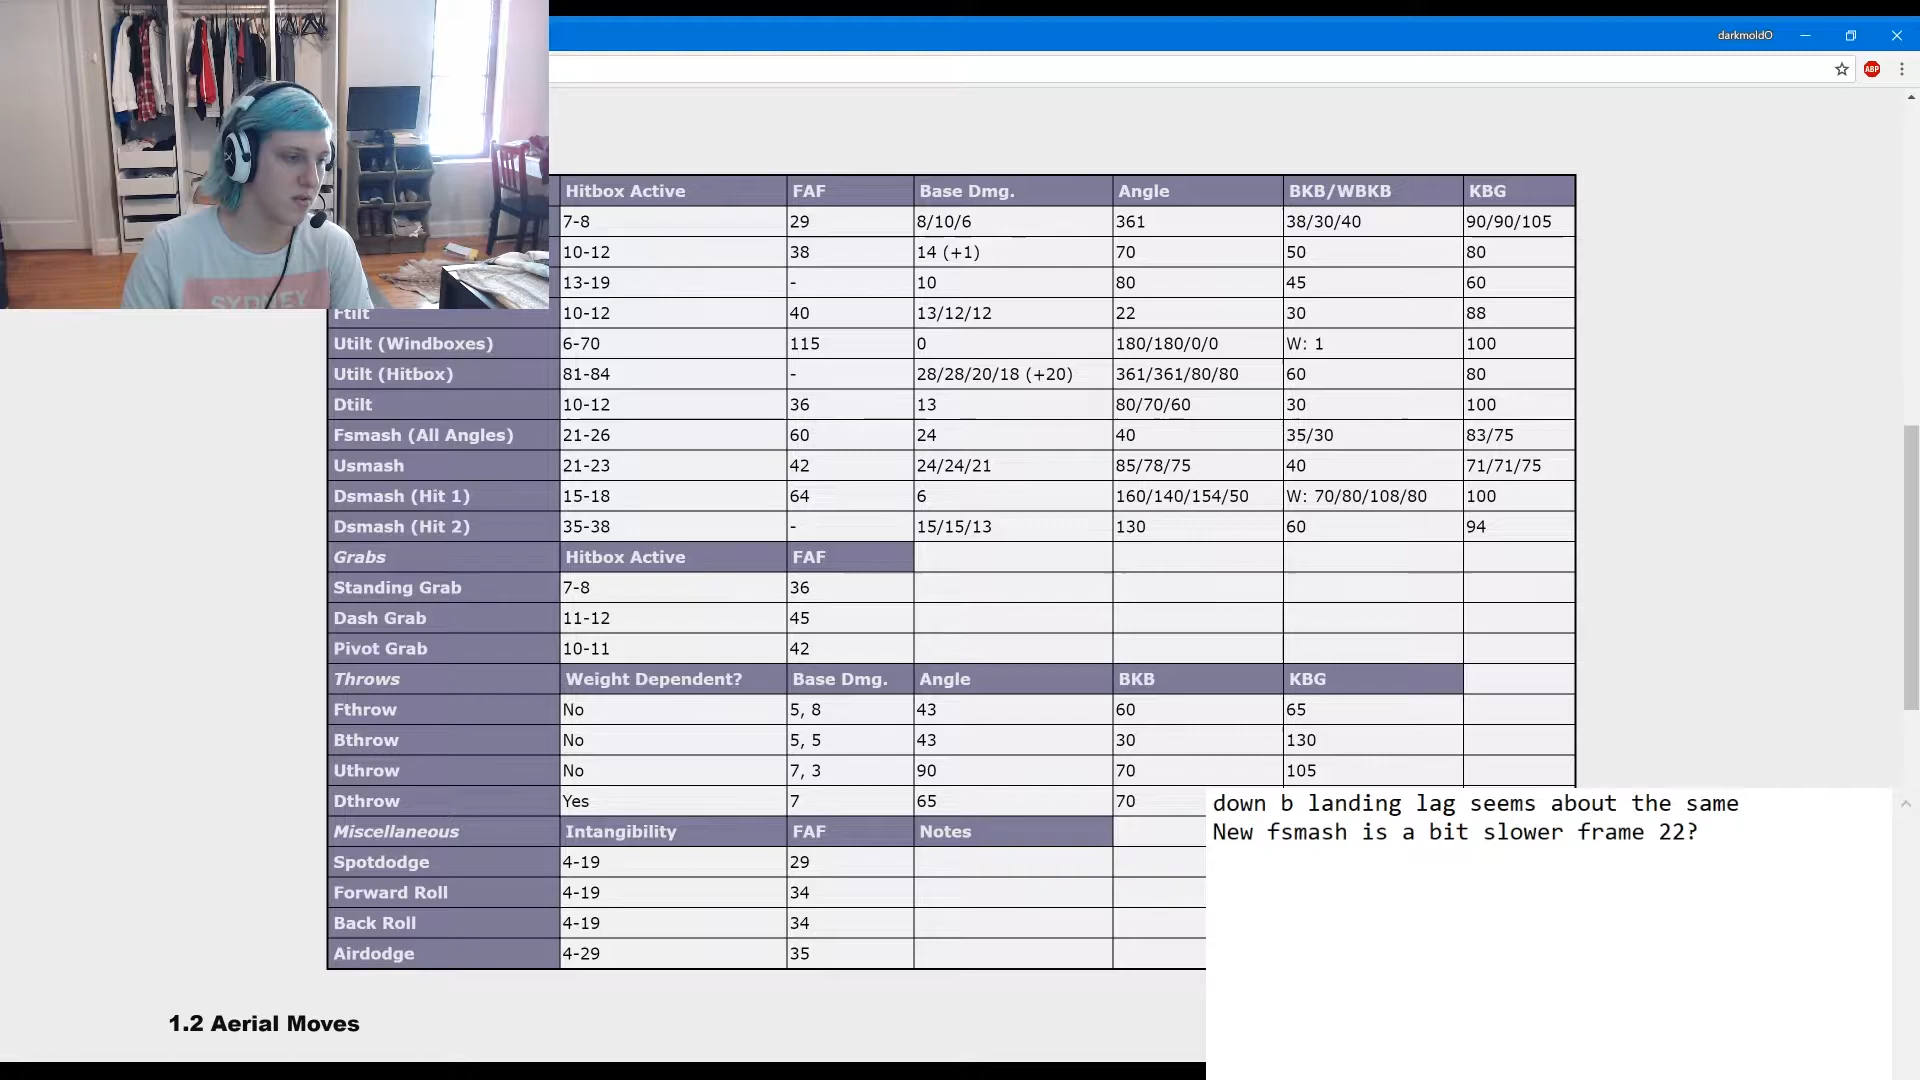 darkmoldO
ABP
Hitbox Active FAF Base Dmg. Angle BKB/WBKB KBG
7-8 29 8/10/6 361 38/30/40 90/90/105
10-12 38 14 (+1) 70 50 80
13-19 - 10 80 45 60
Ftilt 10-12 40 13/12/12 22 30 88
Utilt (Windboxes) 6-70 115 0 180/180/0/0 W: 1 100
Utilt (Hitbox) 81-84 - 28/28/20/18 (+20) 361/361/80/80 60 80
Dtilt 10-12 36 13 80/70/60 30 100
Fsmash (All Angles) 21-26 60 24 40 35/30 83/75
Usmash 21-23 42 24/24/21 85/78/75 40 71/71/75
Dsmash (Hit 1) 15-18 64 6 160/140/154/50 W: 70/80/108/80 100
Dsmash (Hit 2) 35-38 - 15/15/13 130 60 94
Grabs Hitbox Active FAF
Standing Grab 7-8 36
Dash Grab 11-12 45
Pivot Grab 10-11 42
Throws Weight Dependent? Base Dmg. Angle BKB KBG
Fthrow No 5, 8 43 60 65
Bthrow No 5, 5 43 30 130
Uthrow No 7, 3 90 70 105
Dthrow Yes 7 65 70
Miscellaneous Intangibility FAF Notes
Spotdodge 4-19 29
Forward Roll 4-19 34
Back Roll 4-19 34
Airdodge 4-29 35
1.2 Aerial Moves
down b landing lag seems about the same
New fsmash is a bit slower frame 22?
SYDNEY